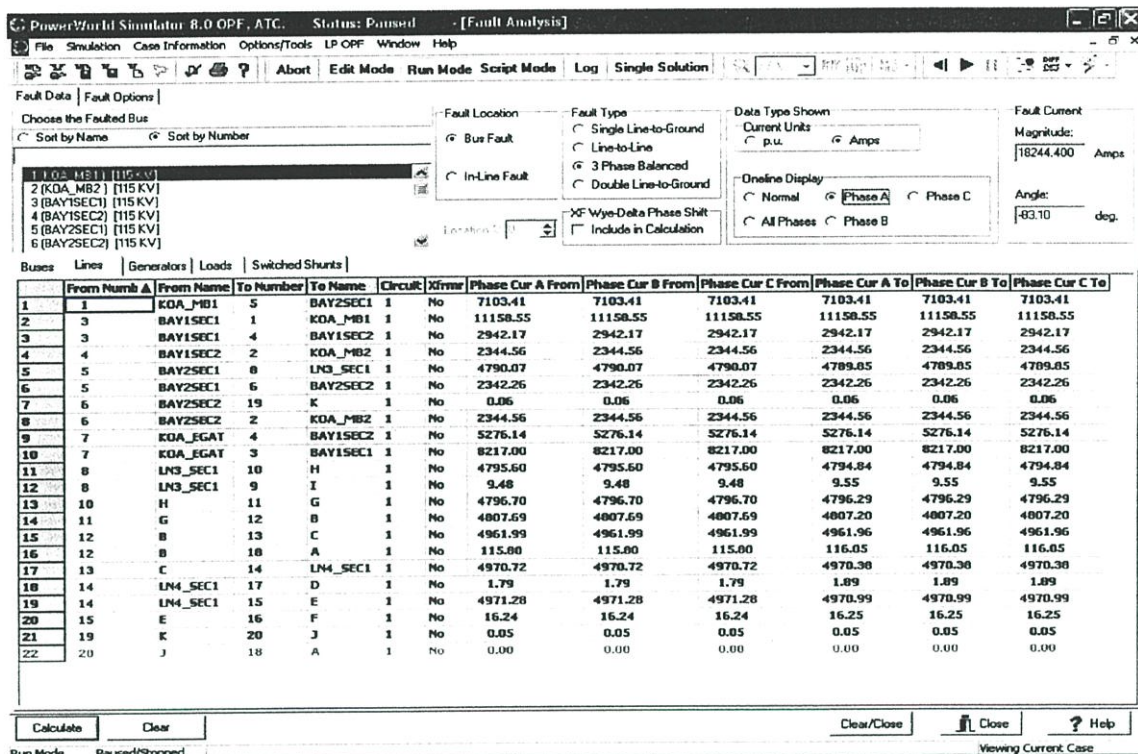 PowerWorld Simulator 8.0 OPF, ATC. Status: Paused - [Fault Analysis]
File Simulation Case Information Options/Tools LP OPF Window Help
Abort Edit Mode Run Mode Script Mode Log Single Solution
Fault Data Fault Options
Choose the Faulted Bus
Sort by Name Sort by Number
1 (KOA_MB1) [115 KV]
2 (KOA_MB2) [115 KV]
3 (BAY1SEC1) [115 KV]
4 (BAY1SEC2) [115 KV]
5 (BAY2SEC1) [115 KV]
6 (BAY2SEC2) [115 KV]
Fault Location
Bus Fault
In-Line Fault
Location % 0
Fault Type
Single Line-to-Ground
Line-to-Line
3 Phase Balanced
Double Line-to-Ground
XF Wye-Delta Phase Shift
Include in Calculation
Data Type Shown
Current Units
p.u. Amps
Oneline Display
Normal Phase A Phase C
All Phases Phase B
Fault Current
Magnitude:
18244.400 Amps
Angle:
-83.10 deg.
Buses Lines Generators Loads Switched Shunts
From Numb From Name To Number To Name Circuit Xfrmr Phase Cur A From Phase Cur B From Phase Cur C From Phase Cur A To Phase Cur B To Phase Cur C To
1 1 KOA_MB1 5 BAY2SEC1 1 No 7103.41 7103.41 7103.41 7103.41 7103.41 7103.41
2 3 BAY1SEC1 1 KOA_MB1 1 No 11158.55 11158.55 11158.55 11158.55 11158.55 11158.55
3 3 BAY1SEC1 4 BAY1SEC2 1 No 2942.17 2942.17 2942.17 2942.17 2942.17 2942.17
4 4 BAY1SEC2 2 KOA_MB2 1 No 2344.56 2344.56 2344.56 2344.56 2344.56 2344.56
5 5 BAY2SEC1 8 LN3_SEC1 1 No 4790.07 4790.07 4790.07 4789.85 4789.85 4789.85
6 5 BAY2SEC1 6 BAY2SEC2 1 No 2342.26 2342.26 2342.26 2342.26 2342.26 2342.26
7 6 BAY2SEC2 19 K 1 No 0.06 0.06 0.06 0.06 0.06 0.06
8 6 BAY2SEC2 2 KOA_MB2 1 No 2344.56 2344.56 2344.56 2344.56 2344.56 2344.56
9 7 KOA_EGAT 4 BAY1SEC2 1 No 5276.14 5276.14 5276.14 5276.14 5276.14 5276.14
10 7 KOA_EGAT 3 BAY1SEC1 1 No 8217.00 8217.00 8217.00 8217.00 8217.00 8217.00
11 8 LN3_SEC1 10 H 1 No 4795.60 4795.60 4795.60 4794.84 4794.84 4794.84
12 8 LN3_SEC1 9 I 1 No 9.48 9.48 9.48 9.55 9.55 9.55
13 10 H 11 G 1 No 4796.70 4796.70 4796.70 4796.29 4796.29 4796.29
14 11 G 12 B 1 No 4807.69 4807.69 4807.69 4807.20 4807.20 4807.20
15 12 B 13 C 1 No 4961.99 4961.99 4961.99 4961.96 4961.96 4961.96
16 12 B 18 A 1 No 115.80 115.80 115.80 116.05 116.05 116.05
17 13 C 14 LN4_SEC1 1 No 4970.72 4970.72 4970.72 4970.38 4970.38 4970.38
18 14 LN4_SEC1 17 D 1 No 1.79 1.79 1.79 1.89 1.89 1.89
19 14 LN4_SEC1 15 E 1 No 4971.28 4971.28 4971.28 4970.99 4970.99 4970.99
20 15 E 16 F 1 No 16.24 16.24 16.24 16.25 16.25 16.25
21 19 K 20 J 1 No 0.05 0.05 0.05 0.05 0.05 0.05
22 20 J 18 A 1 No 0.00 0.00 0.00 0.00 0.00 0.00
Calculate Clear Clear/Close Close Help
Run Mode Paused/Stopped Viewing Current Case